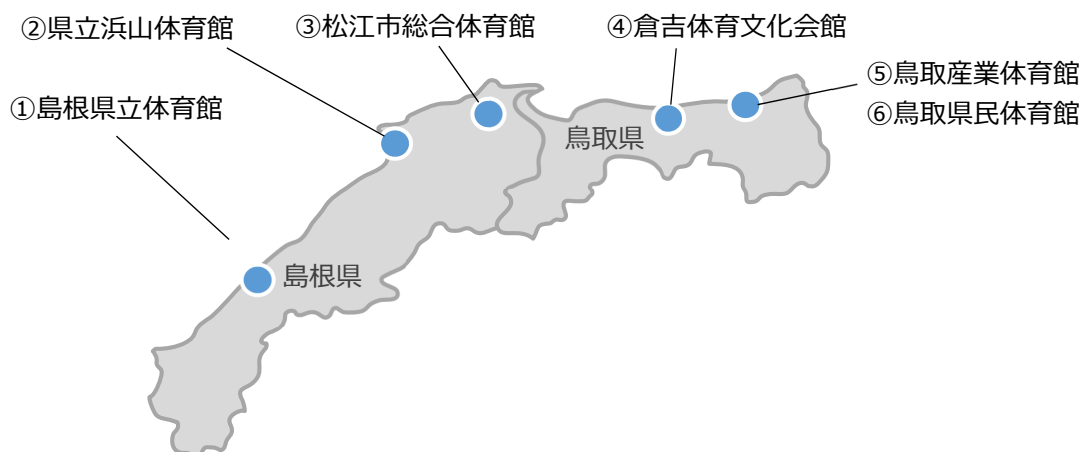 ②県立浜山体育館
③松江市総合体育館
④倉吉体育文化会館
⑤鳥取産業体育館
⑥鳥取県民体育館
①島根県立体育館
鳥取県
島根県